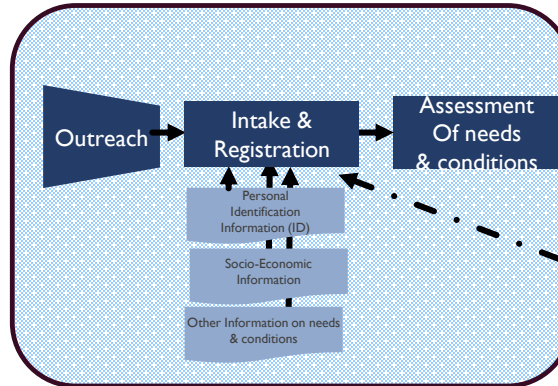 Outreach
Intake &
Registration
Assessment
Of needs
& conditions
Personal
Identification
Information (ID)
Socio-Economic
Information
Other Information on needs
& conditions